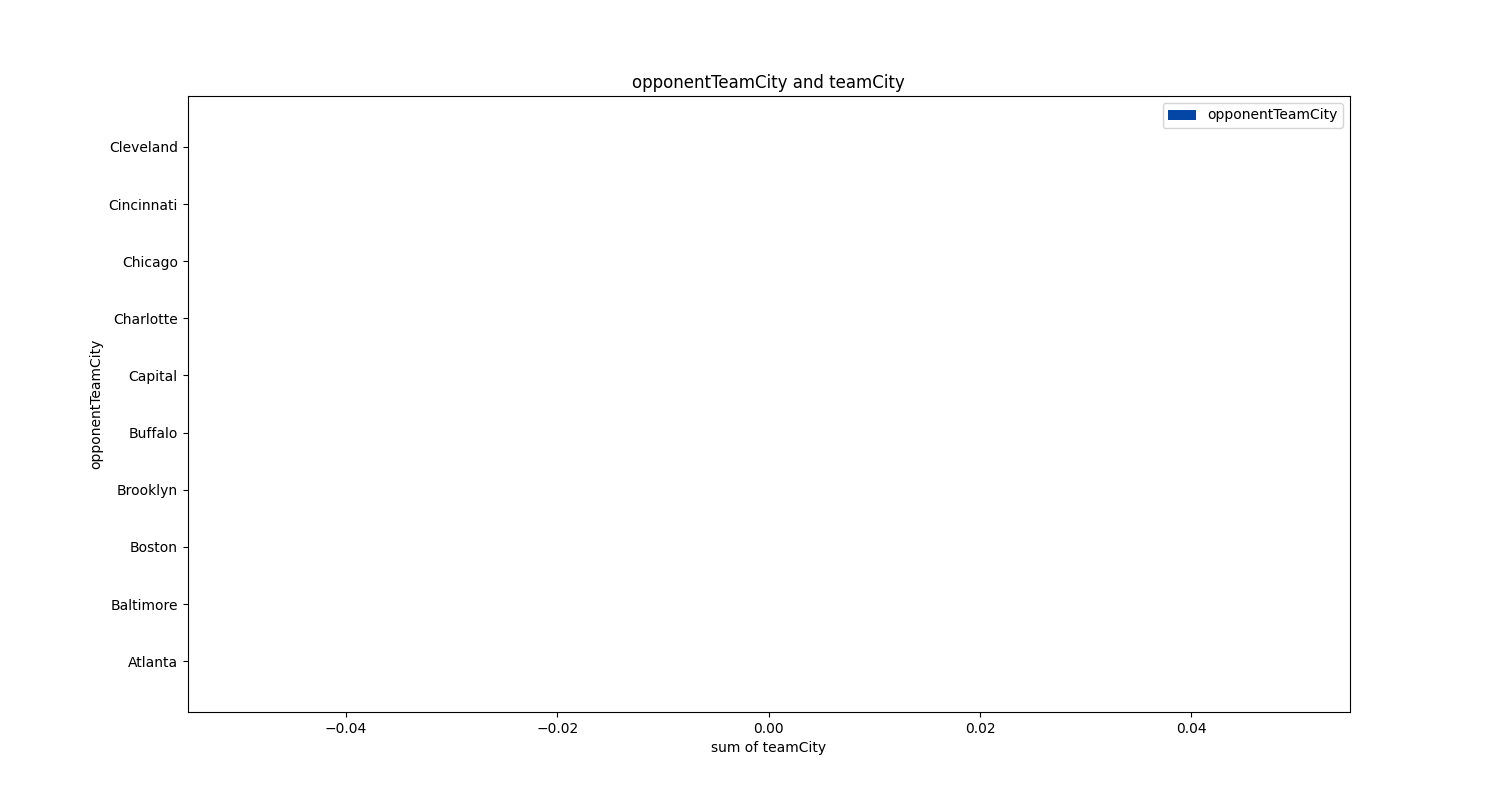 opponentTeamCity and teamCity
opponentTeamCity
Cleveland
Cincinnati
Chicago
Charlotte
Capital
Buffalo
Brooklyn
Boston
Baltimore
Atlanta
opponentTeamCity
−0.04 −0.02 0.00 0.02 0.04
sum of teamCity